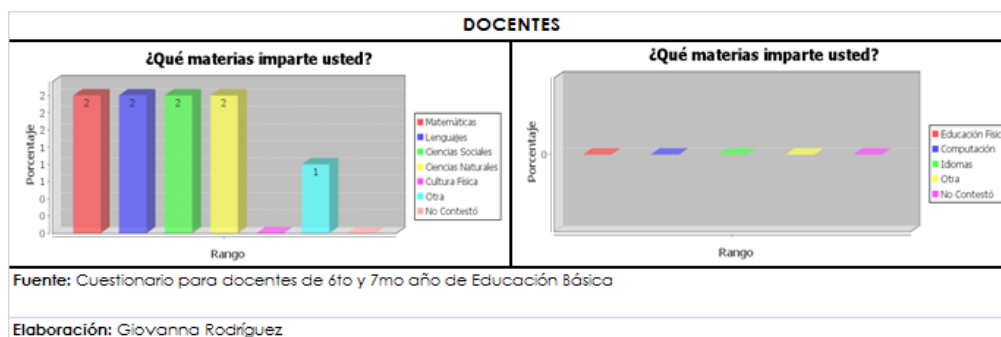 DOCENTES
¿Qué materias imparte usted?
Porcentaje
2
2
2
1
1
1
0
0
0
2
2
2
2
1
Rango
Matemáticas
Lenguajes
Ciencias Sociales
Ciencias Naturales
Cultura Física
Otra
No Contestó
¿Qué materias imparte usted?
Porcentaje
0
Rango
Educación Físic
Computación
Idiomas
Otra
No Contestó
Fuente: Cuestionario para docentes de 6to y 7mo año de Educación Básica
Elaboración: Giovanna Rodríguez